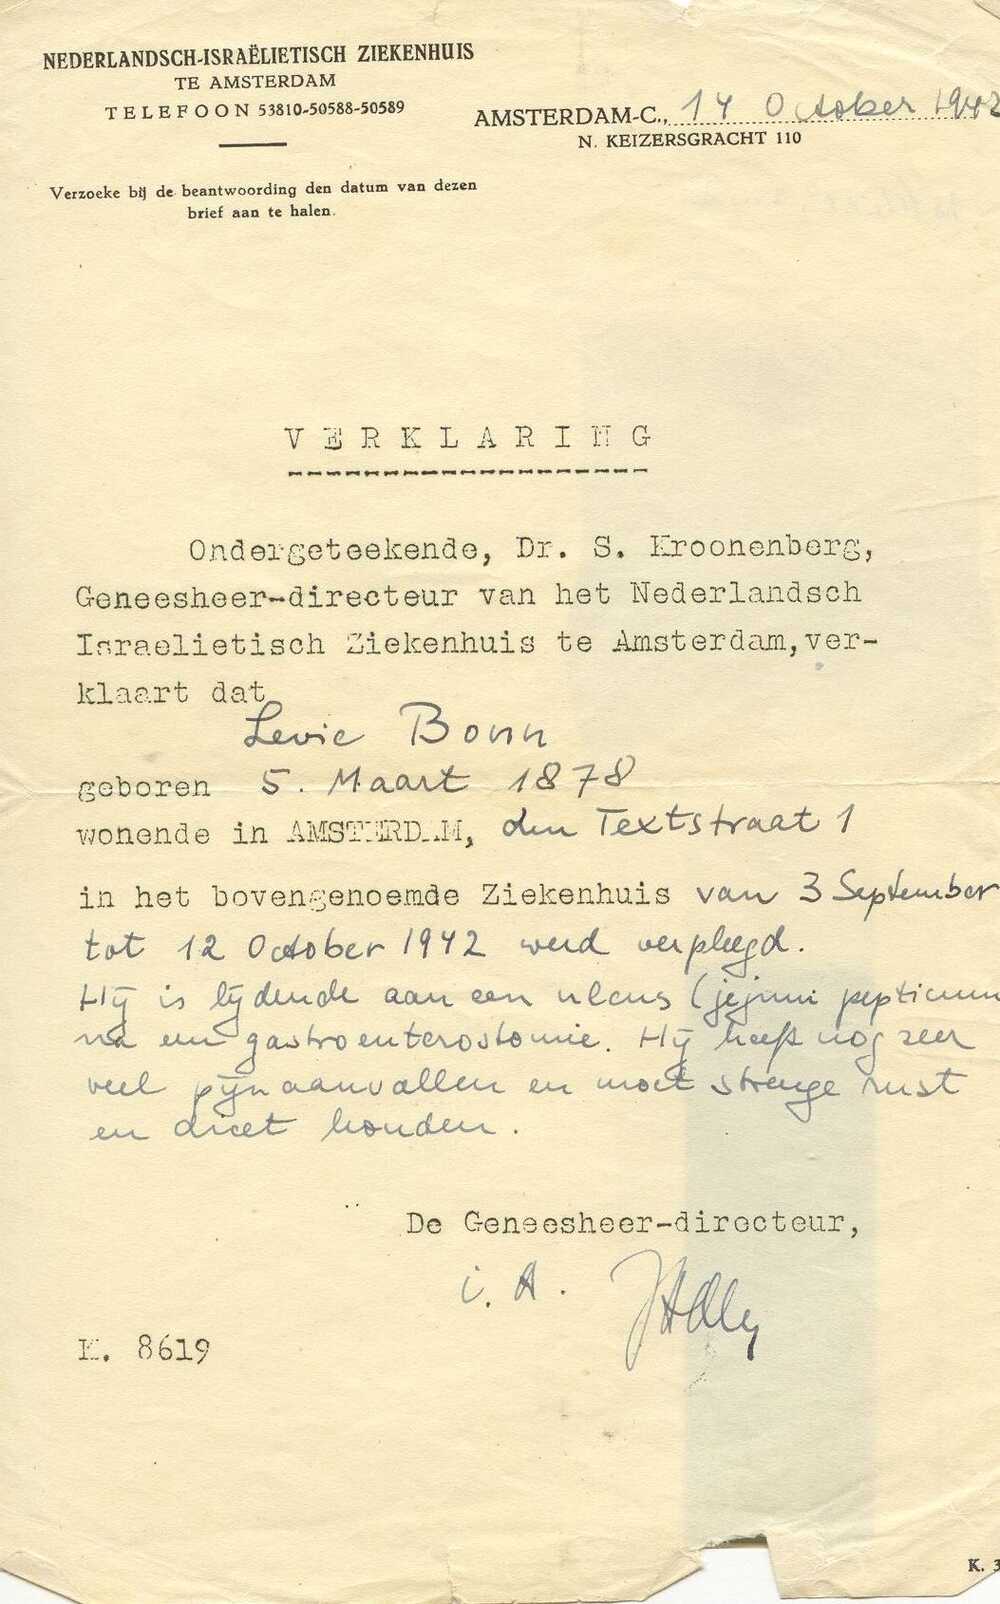 NEDERLANDSCH-ISRAËLIETISCH ZIEKENHUIS
TE AMSTERDAM
TELEFOON 53810-50588-50589
AMSTERDAM-C., 14 October 1942
N. KEIZERSGRACHT 110
Verzoeke bij de beantwoording den datum van dezen
brief aan te halen.
VERKLARING
Ondergeteekende, Dr. S. Kroonenberg,
Geneesheer-directeur van het Nederlandsch
Israelietisch Ziekenhuis te Amsterdam, ver-
klaart dat
Levie Bonn
geboren 5. Maart 1878
wonende in AMSTERDAM, den Textstraat 1
in het bovengenoemde Ziekenhuis van 3 September
tot 12 October 1942 werd verpleegd.
Hij is lijdende aan een ulcus (jejuni pepticum
na een gastroenterostomie. Hij heeft nog zeer
veel pijnaanvallen en moet strenge rust
en dieet houden.
De Geneesheer-directeur,
i. A.
K. 8619
K. 3